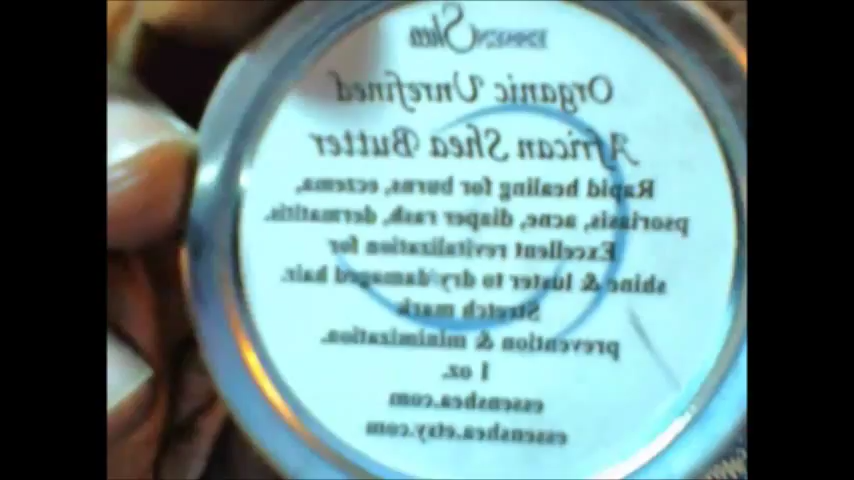 Shea
Organic Unrefined
African Shea Butter
Rapid healing for burns, eczema,
psoriasis, acne, diaper rash, dermatitis.
Excellent revitalization for
shine & luster to dry/damaged hair.
Stretch mark
prevention & minimization.
1 oz.
essenshea.com
essenshea.etsy.com